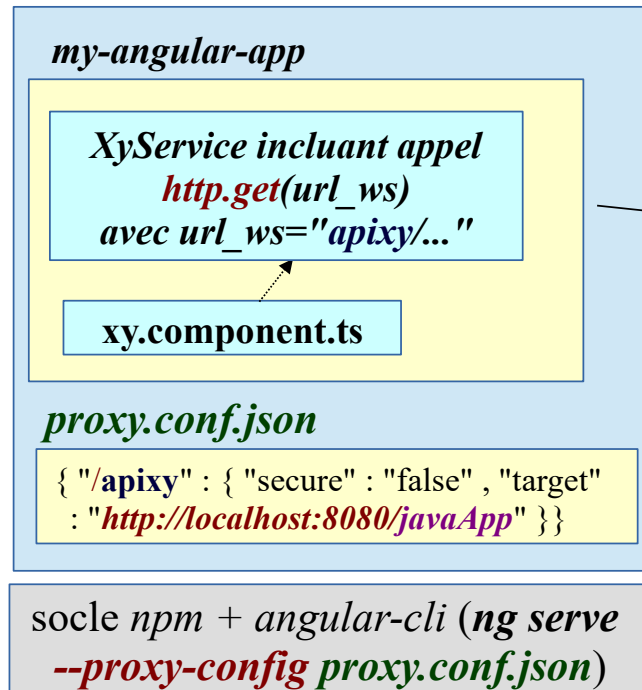 my-angular-app
XyService incluant appel
http.get(url_ws)
avec url_ws="apixy/..."
xy.component.ts
proxy.conf.json
{ "/apixy" : { "secure" : "false" , "target"
: "http://localhost:8080/javaApp" }}
socle npm + angular-cli (ng serve
--proxy-config proxy.conf.json)